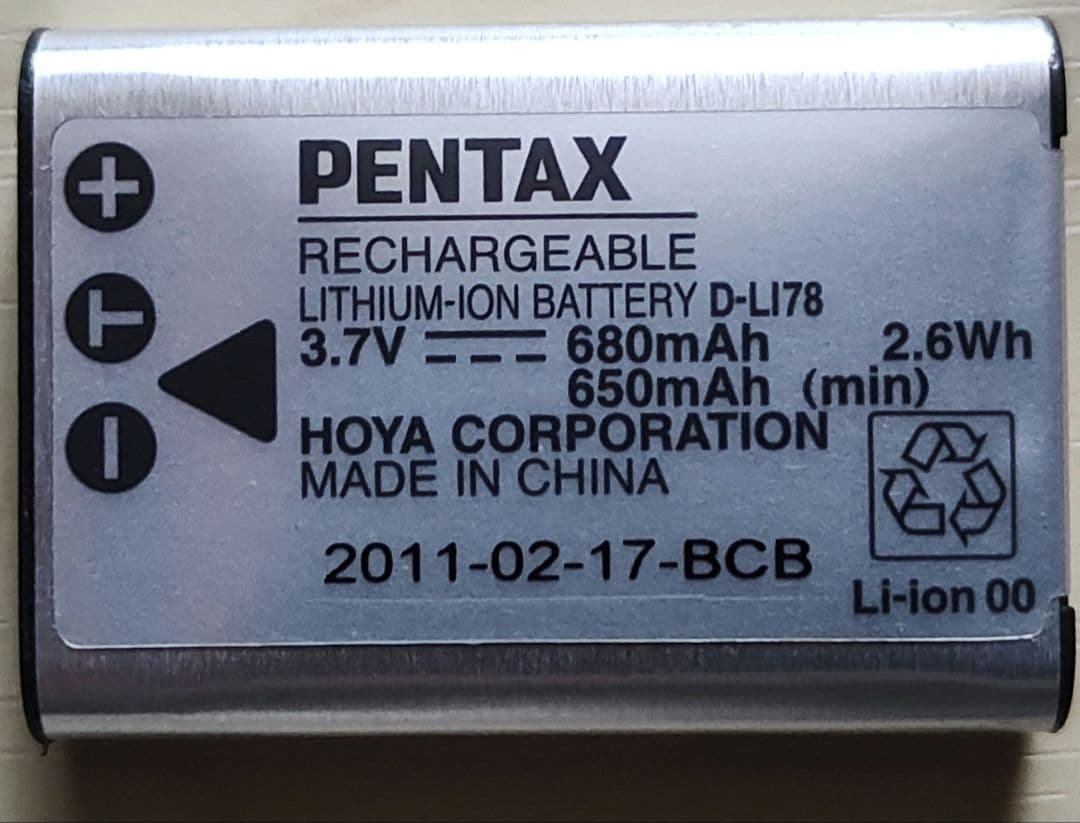 PENTAX
RECHARGEABLE
LITHIUM-ION BATTERY D-LI78
3.7V 680mAh 2.6Wh
650mAh (min)
HOYA CORPORATION
MADE IN CHINA
2011-02-17-BCB
Li-ion 00
+
T
-